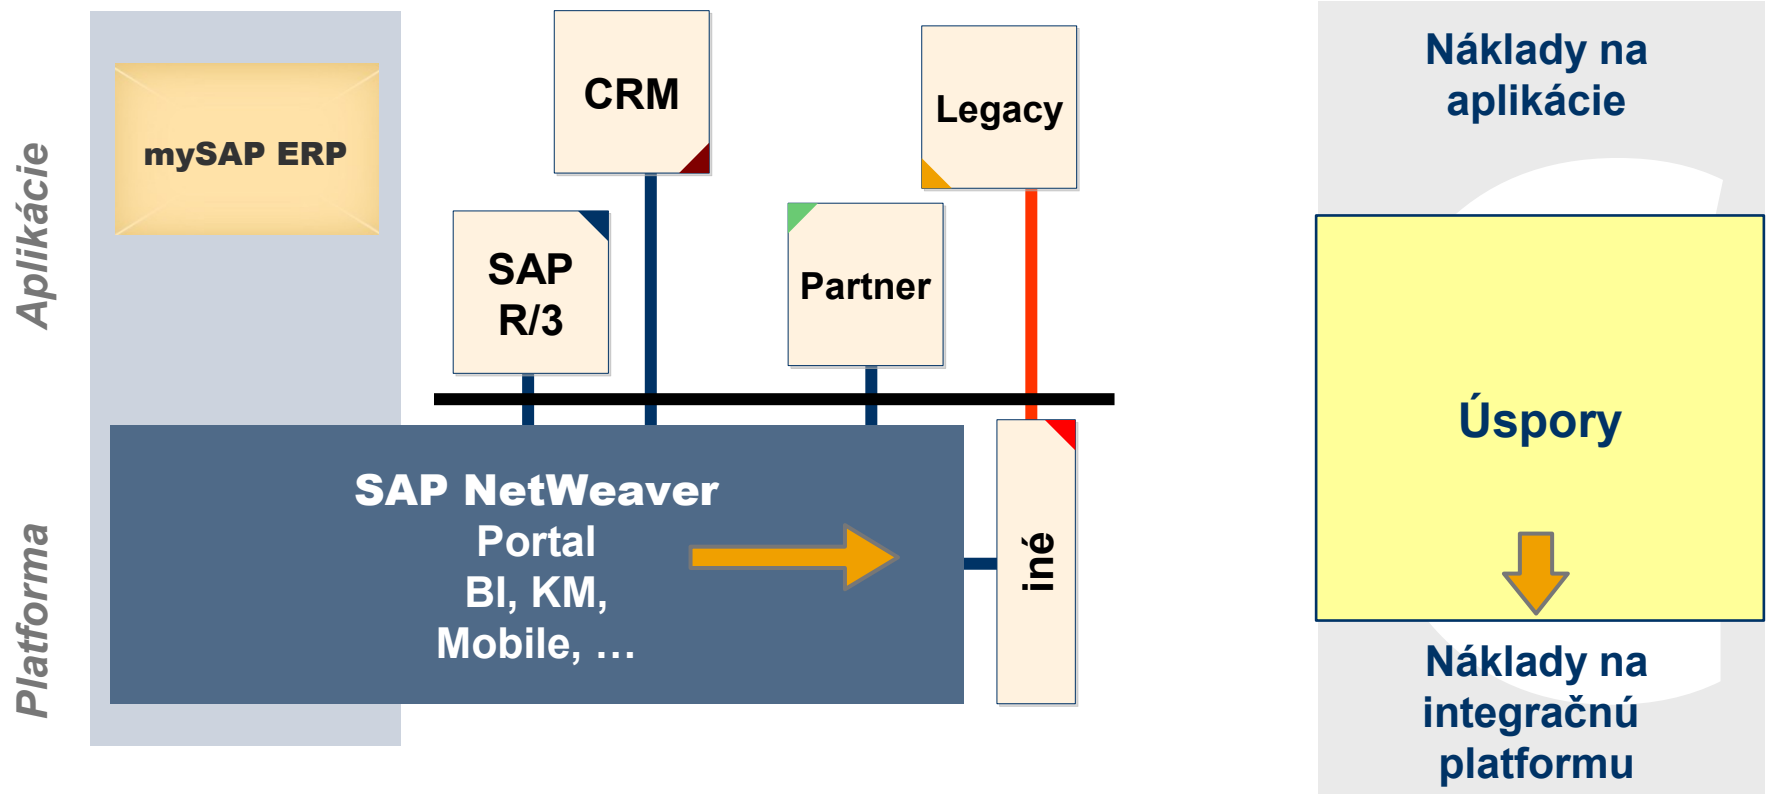 Aplikácie
Platforma
mySAP ERP
CRM
Legacy
SAP
R/3
Partner
SAP NetWeaver
Portal
BI, KM,
Mobile, …
iné
Náklady na
aplikácie
Úspory
Náklady na
integračnú
platformu